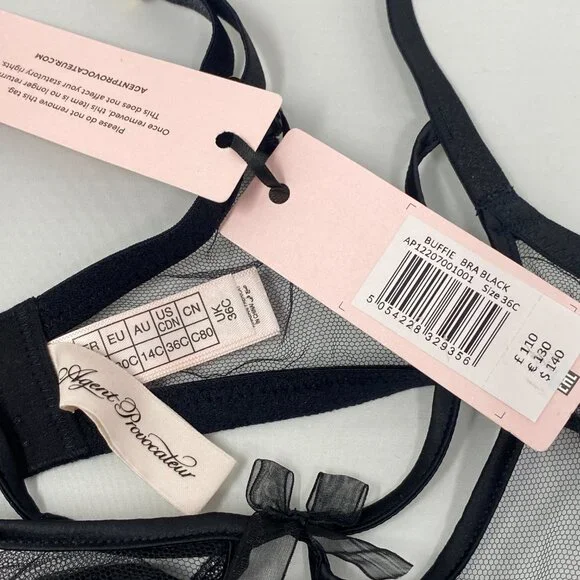 AGENTPROVOCATEUR.COM
Please do not remove this tag.
Once removed, this item is no longer returnable.
This does not affect your statutory rights.
BUFFIE BRA BLACK
AP12207001001 Size 36C
5 054228 329356
£ 110
€ 130
$ 140
EU AU US CDN CN
14C 36C C80
UK
36C
Agent Provocateur